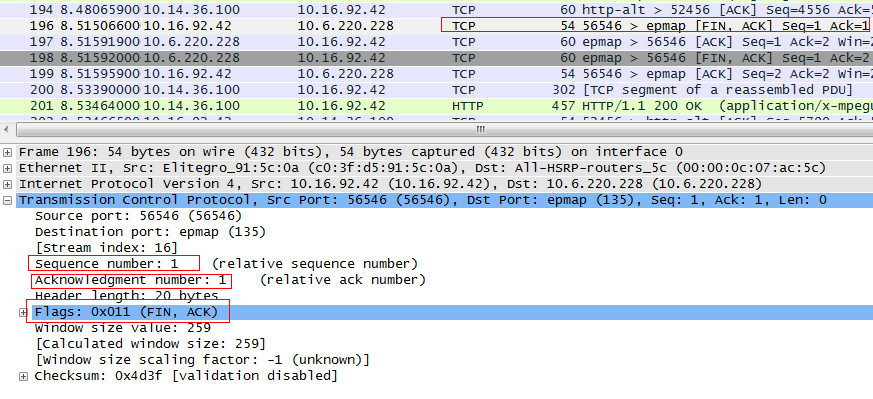 194 8.48065900 10.14.36.100 10.16.92.42 TCP 60 http-alt > 52456 [ACK] Seq=4556 Ack=
196 8.51506600 10.16.92.42 10.6.220.228 TCP 54 56546 > epmap [FIN, ACK] Seq=1 Ack=1
197 8.51591900 10.6.220.228 10.16.92.42 TCP 60 epmap > 56546 [ACK] Seq=1 Ack=2 Win=
198 8.51592000 10.6.220.228 10.16.92.42 TCP 60 epmap > 56546 [FIN, ACK] Seq=1 Ack=2
199 8.51595900 10.16.92.42 10.6.220.228 TCP 54 56546 > epmap [ACK] Seq=2 Ack=2 Win=
200 8.53390000 10.14.36.100 10.16.92.42 TCP 302 [TCP segment of a reassembled PDU]
201 8.53464000 10.14.36.100 10.16.92.42 HTTP 457 HTTP/1.1 200 OK (application/x-mpegu
Frame 196: 54 bytes on wire (432 bits), 54 bytes captured (432 bits) on interface 0
Ethernet II, Src: Elitegro_91:5c:0a (c0:3f:d5:91:5c:0a), Dst: All-HSRP-routers_5c (00:00:0c:07:ac:5c)
Internet Protocol Version 4, Src: 10.16.92.42 (10.16.92.42), Dst: 10.6.220.228 (10.6.220.228)
Transmission Control Protocol, Src Port: 56546 (56546), Dst Port: epmap (135), Seq: 1, Ack: 1, Len: 0
Source port: 56546 (56546)
Destination port: epmap (135)
[Stream index: 16]
Sequence number: 1 (relative sequence number)
Acknowledgment number: 1 (relative ack number)
Header length: 20 bytes
Flags: 0x011 (FIN, ACK)
Window size value: 259
[Calculated window size: 259]
[Window size scaling factor: -1 (unknown)]
Checksum: 0x4d3f [validation disabled]